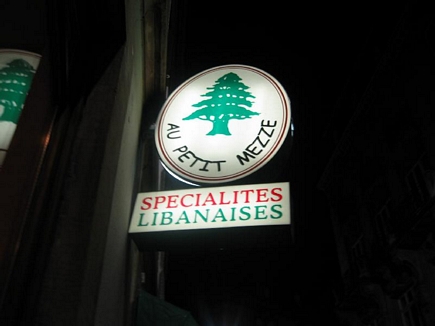 AU PETIT MEZZE
SPECIALITES
LIBANAISES